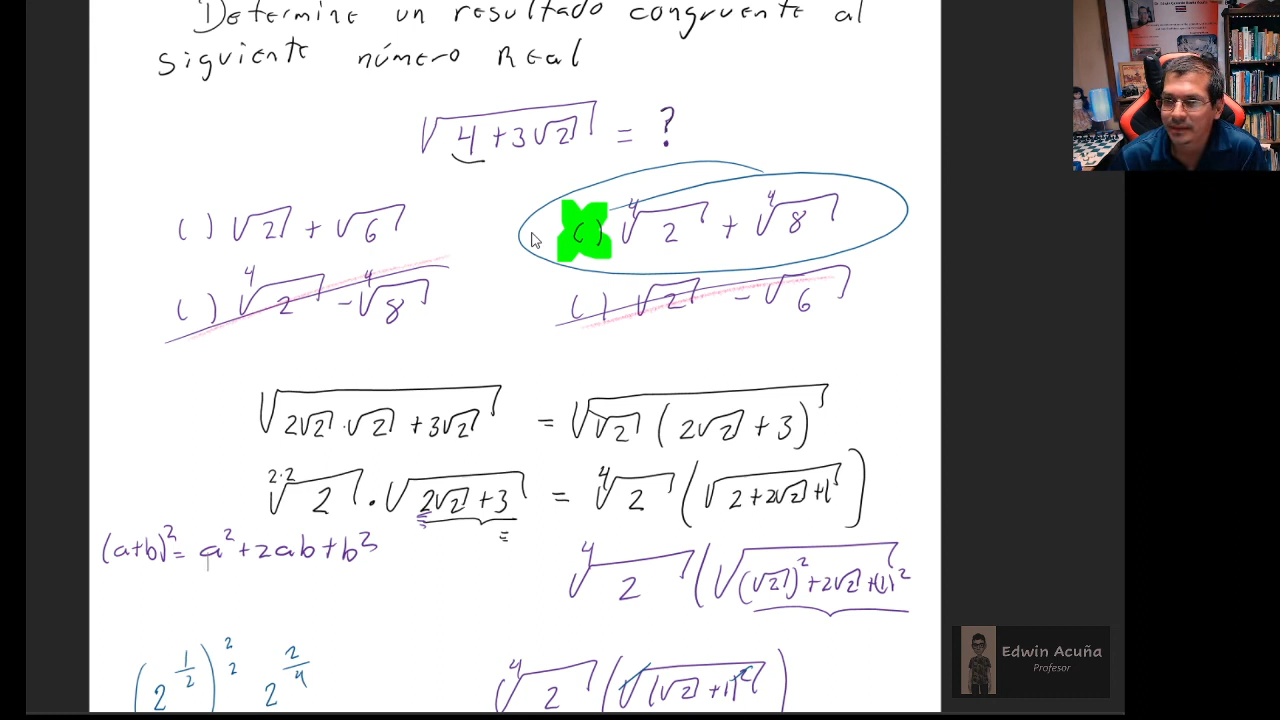 Determine un resultado congruente al
siguiente número Real
√(4+3√2) = ?
( ) √2 + √6
( ) ⁴√2 + ⁴√8
( ) ⁴√2 - ⁴√8
( ) √2 - √6
√(2√2·√2 + 3√2) = √(√2 (2√2 + 3))
²·²√2 · √(2√2 + 3) = ⁴√2 (√(2+2√2+1))
(a+b)² = a² + 2ab + b²
⁴√2 (√((√2)² + 2√2 + (1)²
(2^(1/2))^(2/2) 2^(2/4)
⁴√2 (√((√2 + 1)²))
Edwin Acuña
Profesor